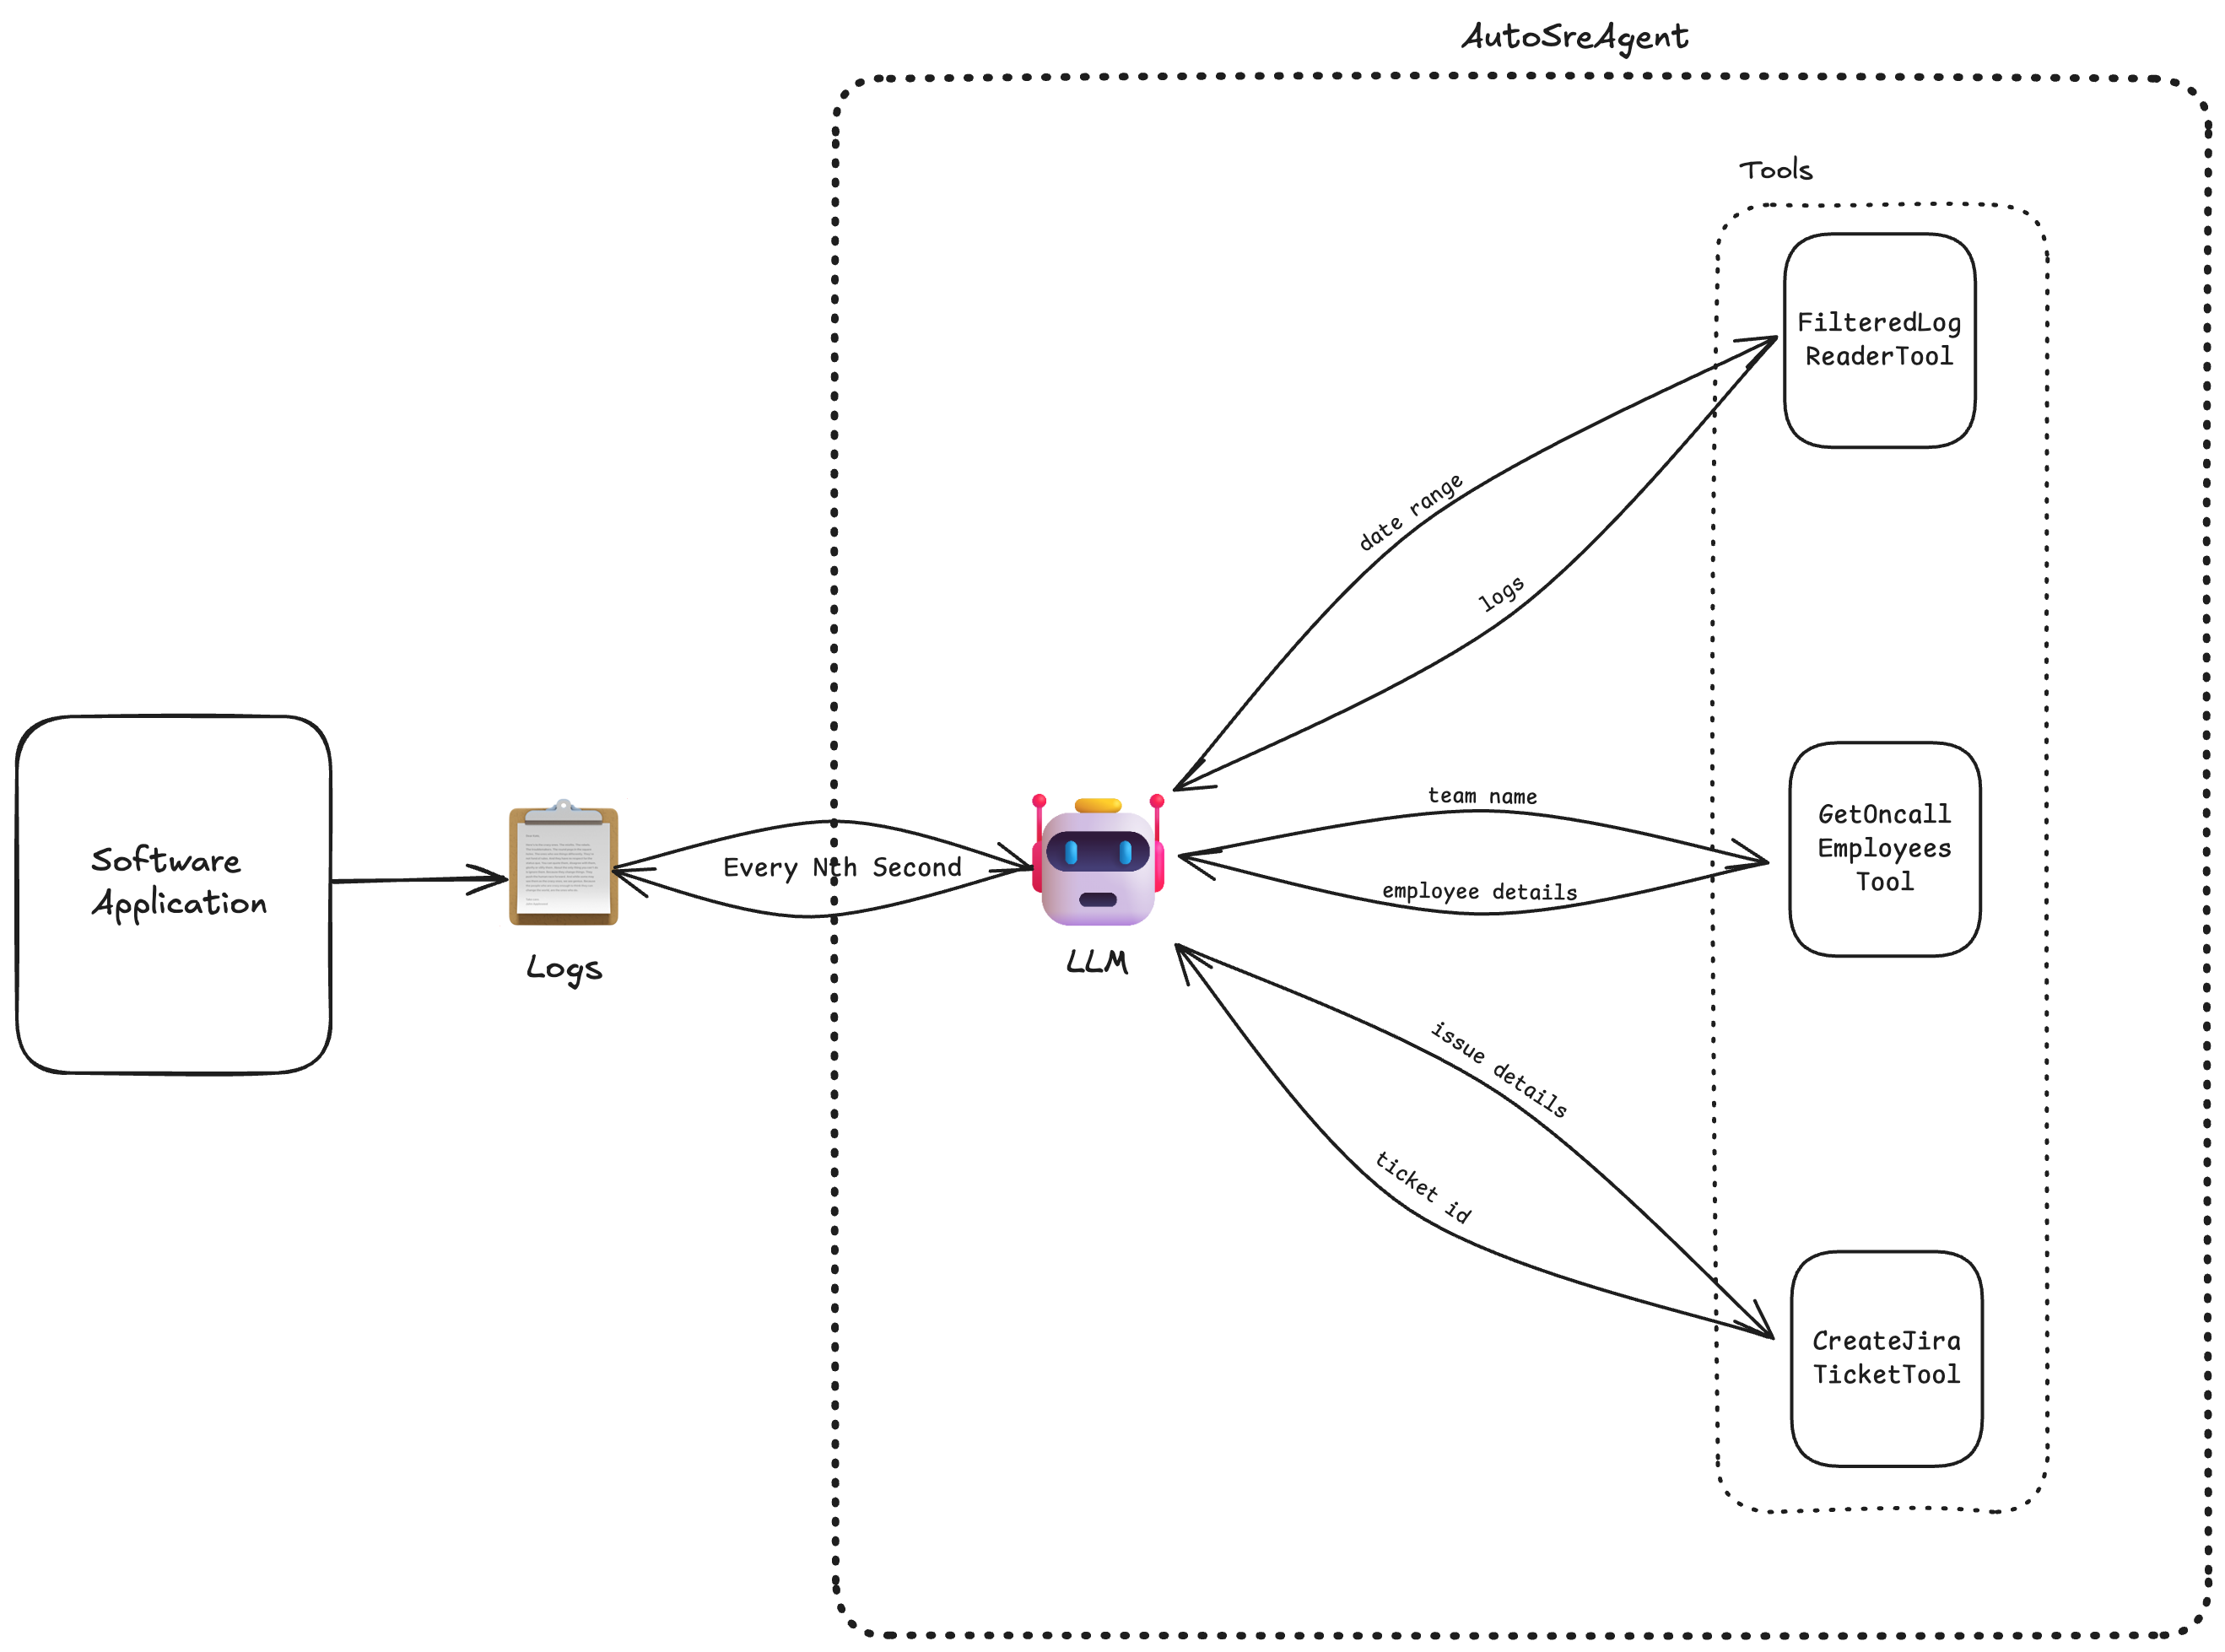 AutoSreAgent
Tools
FilteredLog
ReaderTool
date range
logs
team name
employee details
GetOncall
Employees
Tool
Software
Application
Logs
Every Nth Second
LLM
issue details
ticket id
CreateJira
TicketTool